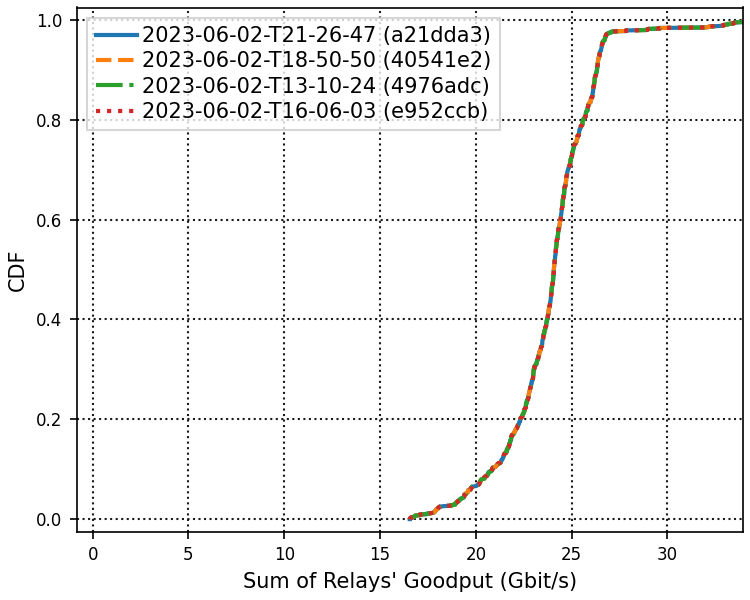 2023-06-02-T21-26-47 (a21dda3)
2023-06-02-T18-50-50 (40541e2)
2023-06-02-T13-10-24 (4976adc)
2023-06-02-T16-06-03 (e952ccb)
1.0
0.8
0.6
0.4
0.2
0.0
CDF
0 5 10 15 20 25 30
Sum of Relays' Goodput (Gbit/s)